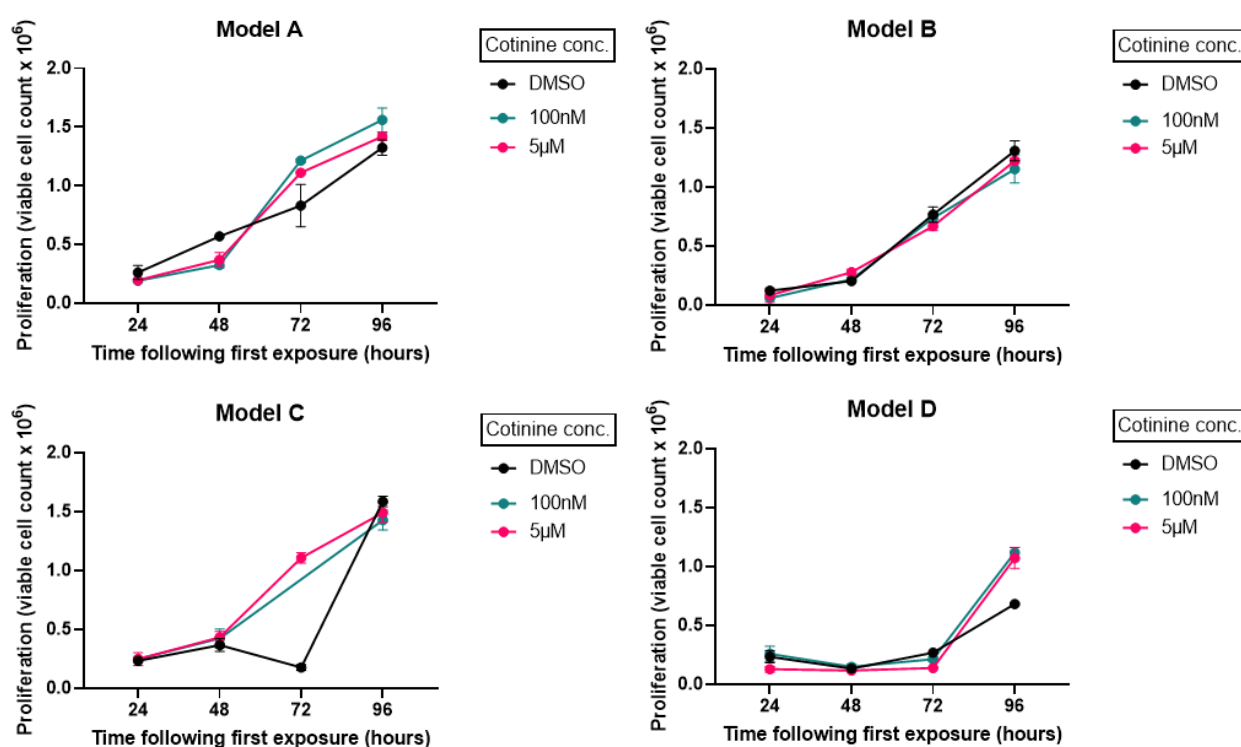 Model A
Proliferation (viable cell count x 10⁶)
2.0
1.5
1.0
0.5
0.0
24 48 72 96
Time following first exposure (hours)
Cotinine conc.
DMSO
100nM
5µM
Model B
Proliferation (viable cell count x 10⁶)
2.0
1.5
1.0
0.5
0.0
24 48 72 96
Time following first exposure (hours)
Cotinine conc.
DMSO
100nM
5µM
Model C
Proliferation (viable cell count x 10⁶)
2.0
1.5
1.0
0.5
0.0
24 48 72 96
Time following first exposure (hours)
Cotinine conc.
DMSO
100nM
5µM
Model D
Proliferation (viable cell count x 10⁶)
2.0
1.5
1.0
0.5
0.0
24 48 72 96
Time following first exposure (hours)
Cotinine conc.
DMSO
100nM
5µM